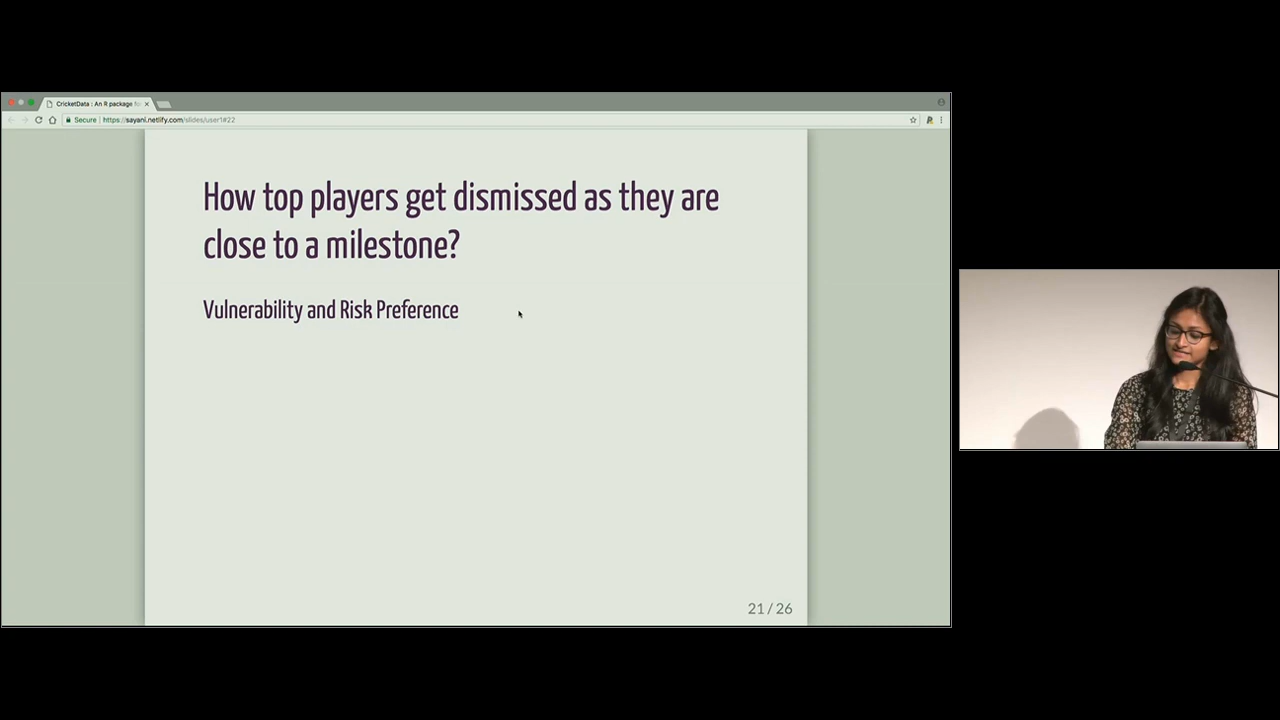 CricketData : An R package fo
Secure
https://sayani.netlify.com/slides/user1#22
How top players get dismissed as they are
close to a milestone?
Vulnerability and Risk Preference
21 / 26